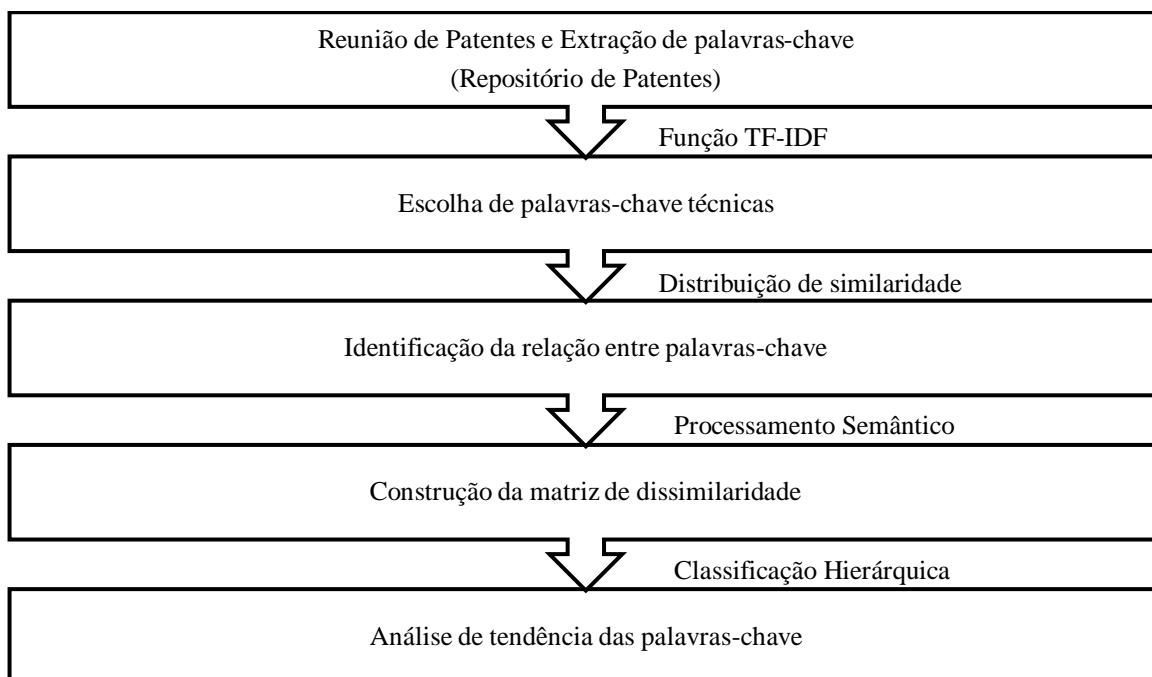 Reunião de Patentes e Extração de palavras-chave
(Repositório de Patentes)
Função TF-IDF
Escolha de palavras-chave técnicas
Distribuição de similaridade
Identificação da relação entre palavras-chave
Processamento Semântico
Construção da matriz de dissimilaridade
Classificação Hierárquica
Análise de tendência das palavras-chave